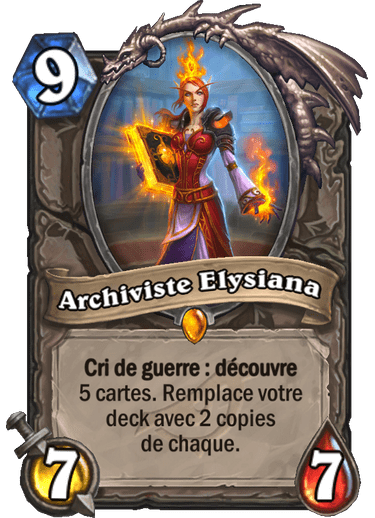 9
Archiviste Elysiana
Cri de guerre : découvre
5 cartes. Remplace votre
deck avec 2 copies
de chaque.
7
7